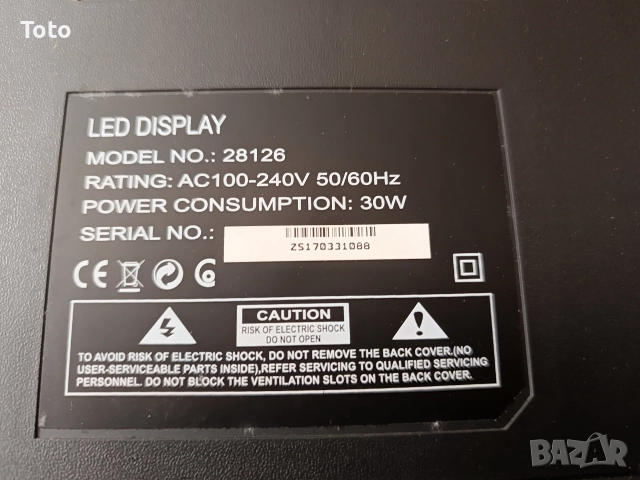 Toto
LED DISPLAY
MODEL NO.: 28126
RATING: AC100-240V 50/60Hz
POWER CONSUMPTION: 30W
SERIAL NO.:
ZS170331088
CE
CAUTION
RISK OF ELECTRIC SHOCK
DO NOT OPEN
TO AVOID RISK OF ELECTRIC SHOCK, DO NOT REMOVE THE BACK COVER.(NO
USER-SERVICEABLE PARTS INSIDE),REFER SERVICING TO QUALIFIED SERVICING
PERSONNEL. DO NOT BLOCK THE VENTILATION SLOTS ON THE BACK COVER.
BAZAR